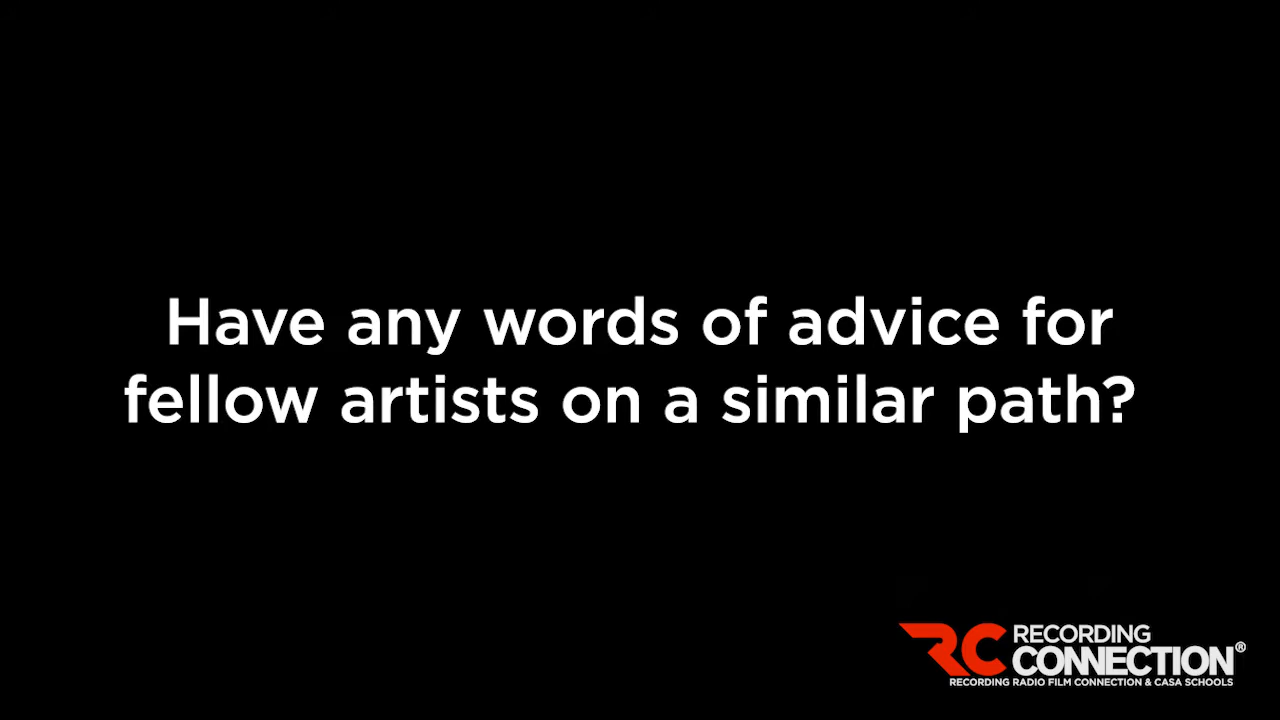 Have any words of advice for
fellow artists on a similar path?
RC RECORDING
CONNECTION®
RECORDING RADIO FILM CONNECTION & CASA SCHOOLS